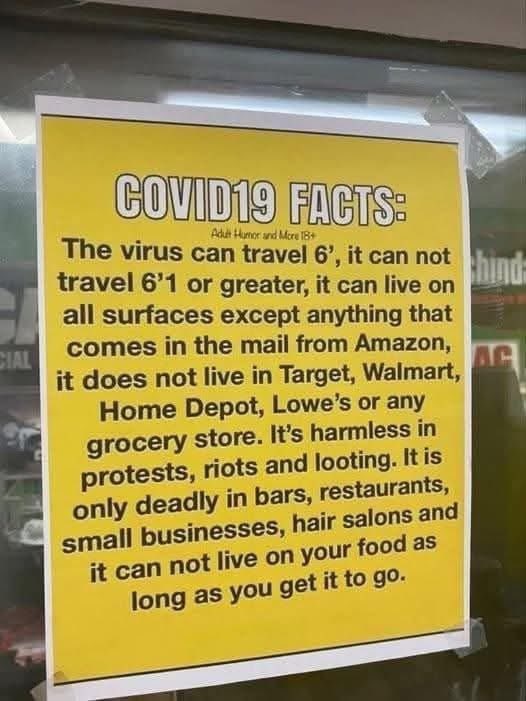 COVID19 FACTS:
Adult Humor and More 18+
The virus can travel 6', it can not
travel 6'1 or greater, it can live on
all surfaces except anything that
comes in the mail from Amazon,
it does not live in Target, Walmart,
Home Depot, Lowe's or any
grocery store. It's harmless in
protests, riots and looting. It is
only deadly in bars, restaurants,
small businesses, hair salons and
it can not live on your food as
long as you get it to go.